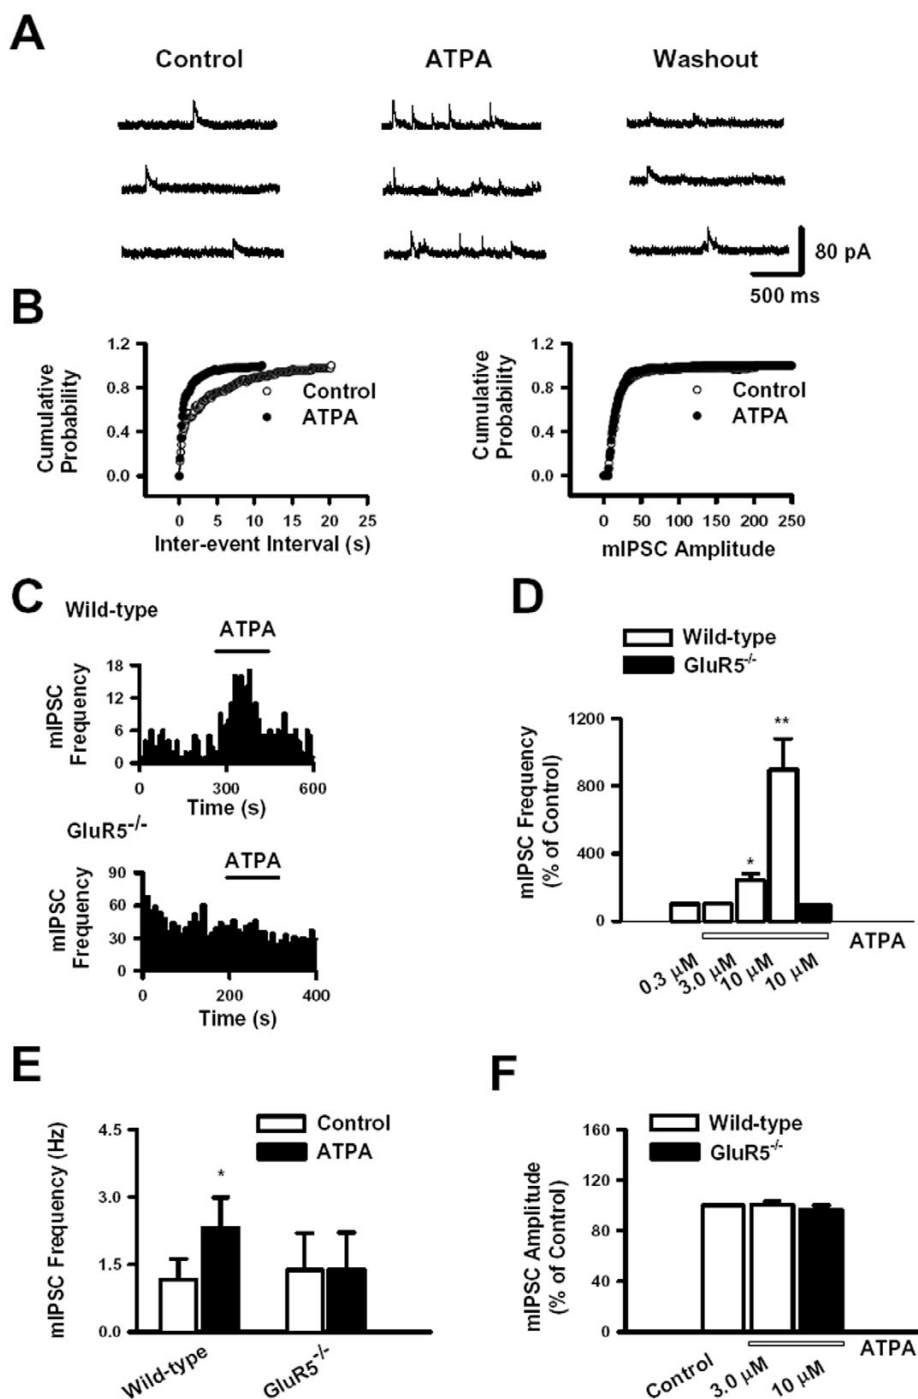 A
Control
ATPA
Washout
80 pA
500 ms
B
Cumulative
Probability
1.2
0.8
0.4
0.0
Control
ATPA
0 5 10 15 20 25
Inter-event Interval (s)
Cumulative
Probability
1.2
0.8
0.4
0.0
Control
ATPA
0 50 100 150 200 250
mIPSC Amplitude
C
Wild-type
ATPA
mIPSC
Frequency
18
12
6
0
0 300 600
Time (s)
GluR5-/-
ATPA
mIPSC
Frequency
90
60
30
0
0 200 400
Time (s)
D
Wild-type
GluR5-/-
mIPSC Frequency
(% of Control)
1200
800
400
0
*
**
ATPA
0.3 µM
3.0 µM
10 µM
10 µM
E
Control
ATPA
mIPSC Frequency (Hz)
4.5
3.0
1.5
0.0
*
Wild-type
GluR5-/-
F
Wild-type
GluR5-/-
mIPSC Amplitude
(% of Control)
160
120
80
40
0
ATPA
Control
3.0 µM
10 µM